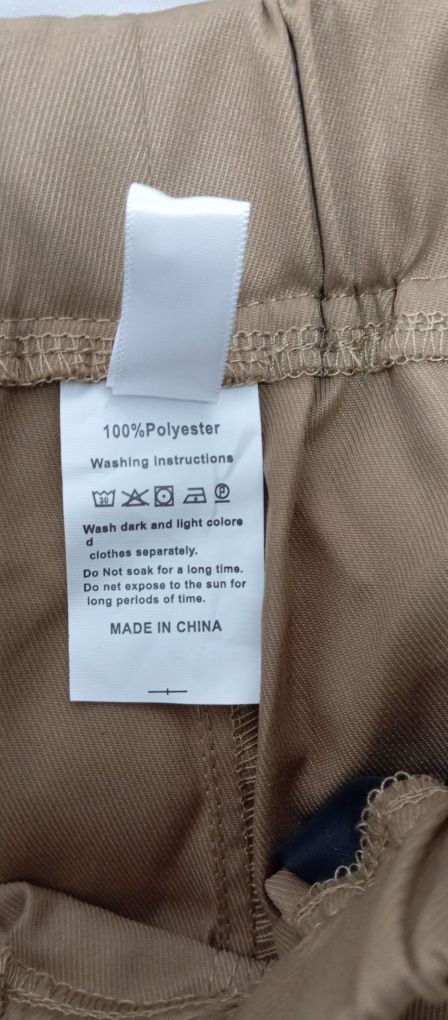 100%Polyester
Washing instructions
30 P
Wash dark and light colore
d
clothes separately.
Do Not soak for a long time.
Do net expose to the sun for
long periods of time.
MADE IN CHINA